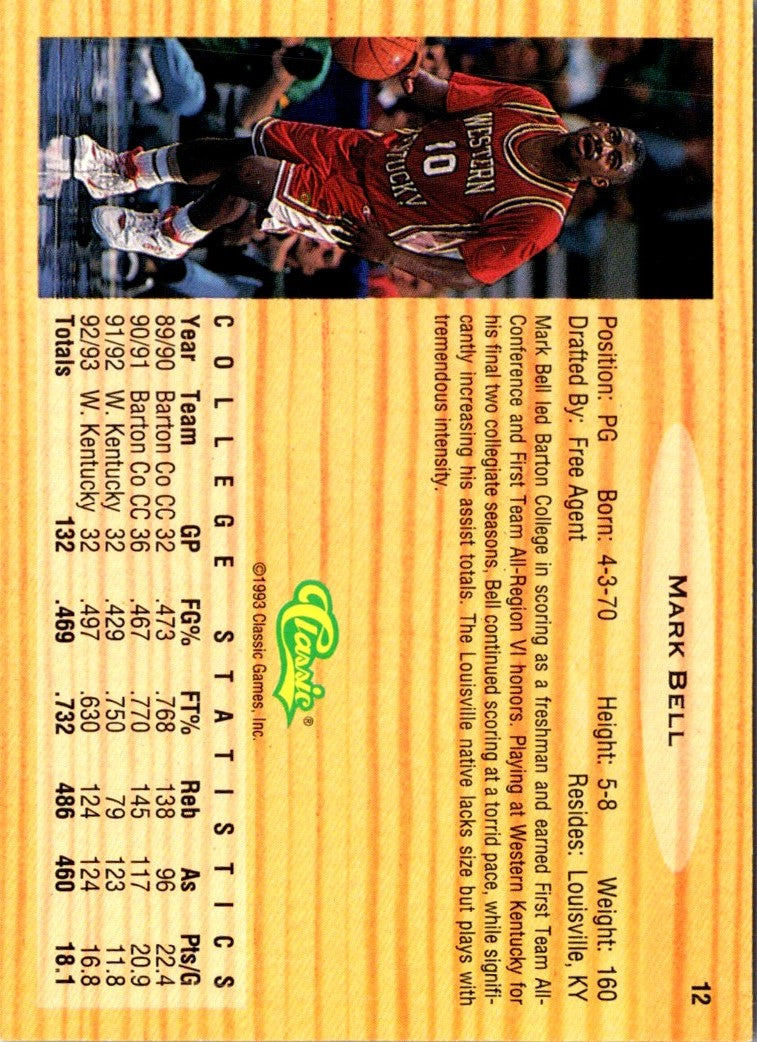 12
MARK BELL
Position: PG Born: 4-3-70 Height: 5-8 Weight: 160
Drafted By: Free Agent Resides: Louisville, KY
Mark Bell led Barton College in scoring as a freshman and earned First Team All-
Conference and First Team All-Region VI honors. Playing at Western Kentucky for
his final two collegiate seasons, Bell continued scoring at a torrid pace, while signifi-
cantly increasing his assist totals. The Louisville native lacks size but plays with
tremendous intensity.
Classic®
©1993 Classic Games, Inc.
COLLEGE STATISTICS
Year Team GP FG% FT% Reb As Pts/G
89/90 Barton Co CC 32 .473 .768 138 96 22.4
90/91 Barton Co CC 36 .467 .770 145 117 20.9
91/92 W. Kentucky 32 .429 .750 79 123 11.8
92/93 W. Kentucky 32 .497 .630 124 124 16.8
Totals 132 .469 .732 486 460 18.1
WESTERN
10
KENTUCKY